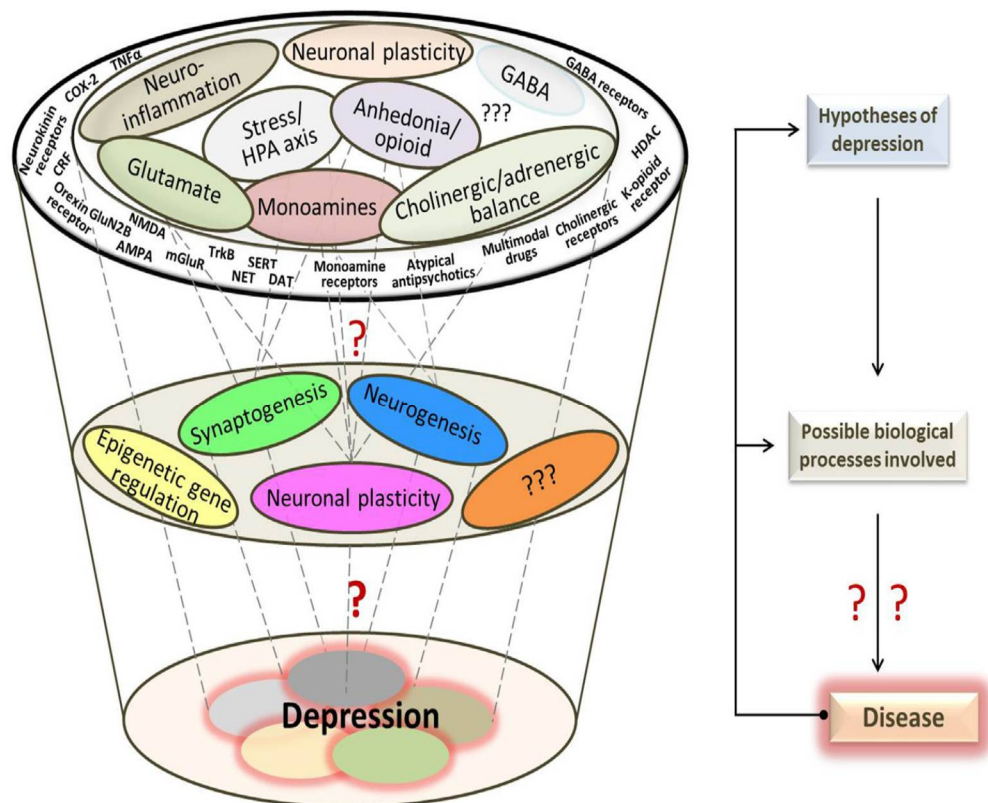 Neuronal plasticity
Neuro-
inflammation
GABA
Stress/
HPA axis
Anhedonia/
opioid
???
Glutamate
Monoamines
Cholinergic/adrenergic
balance
TNFα
COX-2
Neurokinin
receptors
CRF
Orexin
receptor
GluN2B
NMDA
AMPA
mGluR
TrkB
SERT
NET
DAT
Monoamine
receptors
Atypical
antipsychotics
Multimodal
drugs
Cholinergic
receptors
K-opioid
receptor
HDAC
GABA receptors
?
Synaptogenesis
Neurogenesis
Epigenetic gene
regulation
Neuronal plasticity
???
?
Depression
Hypotheses of
depression
Possible biological
processes involved
? ?
Disease